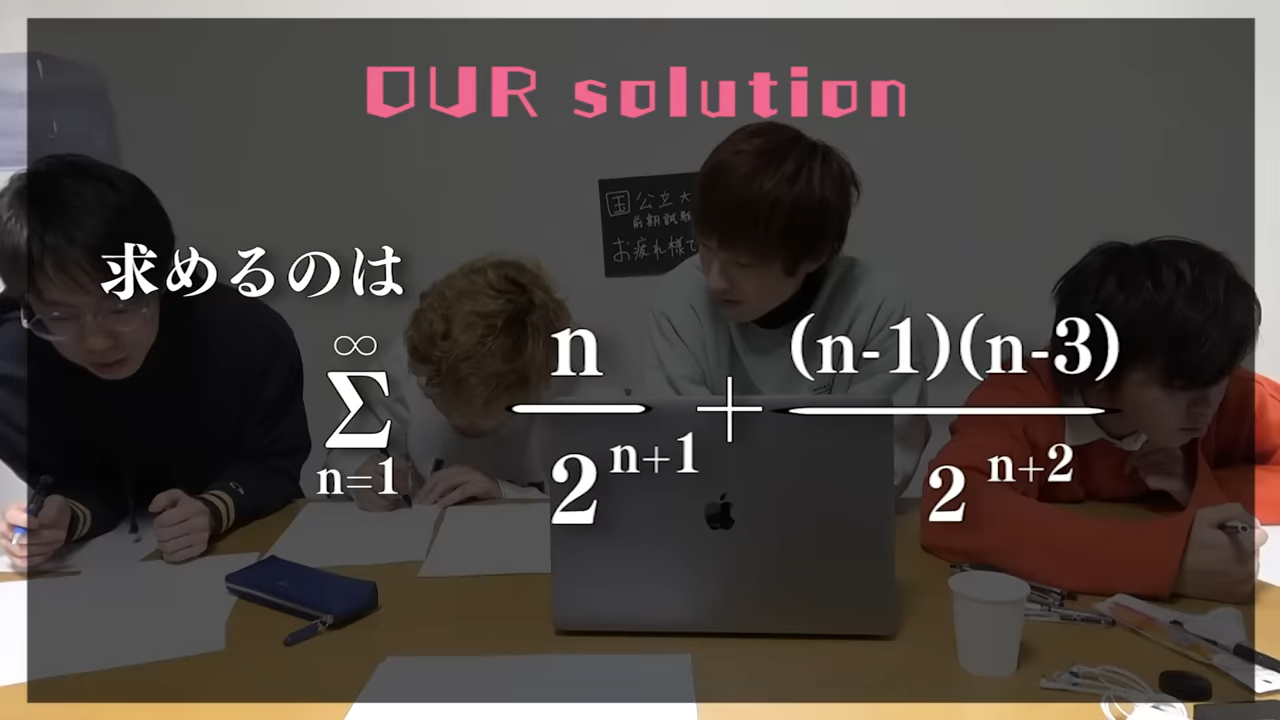 OUR solution
国公立大
前期試験
お疲れ様で
求めるのは
∞
Σ
n=1
n
2^{n+1}
+
(n-1)(n-3)
2^{n+2}